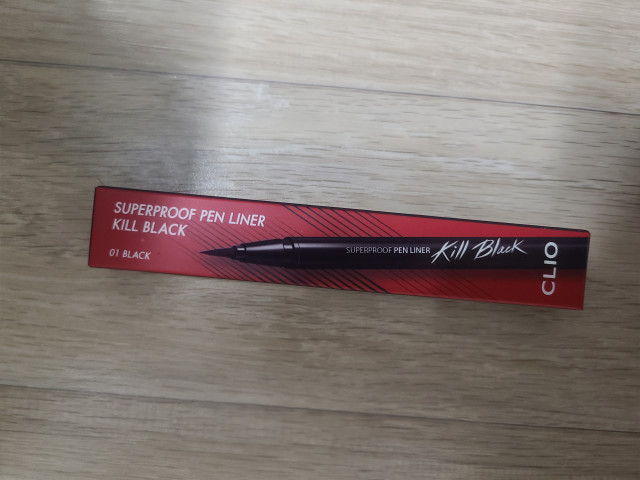 SUPERPROOF PEN LINER
KILL BLACK
01 BLACK
SUPERPROOF PEN LINER Kill Black
CLIO